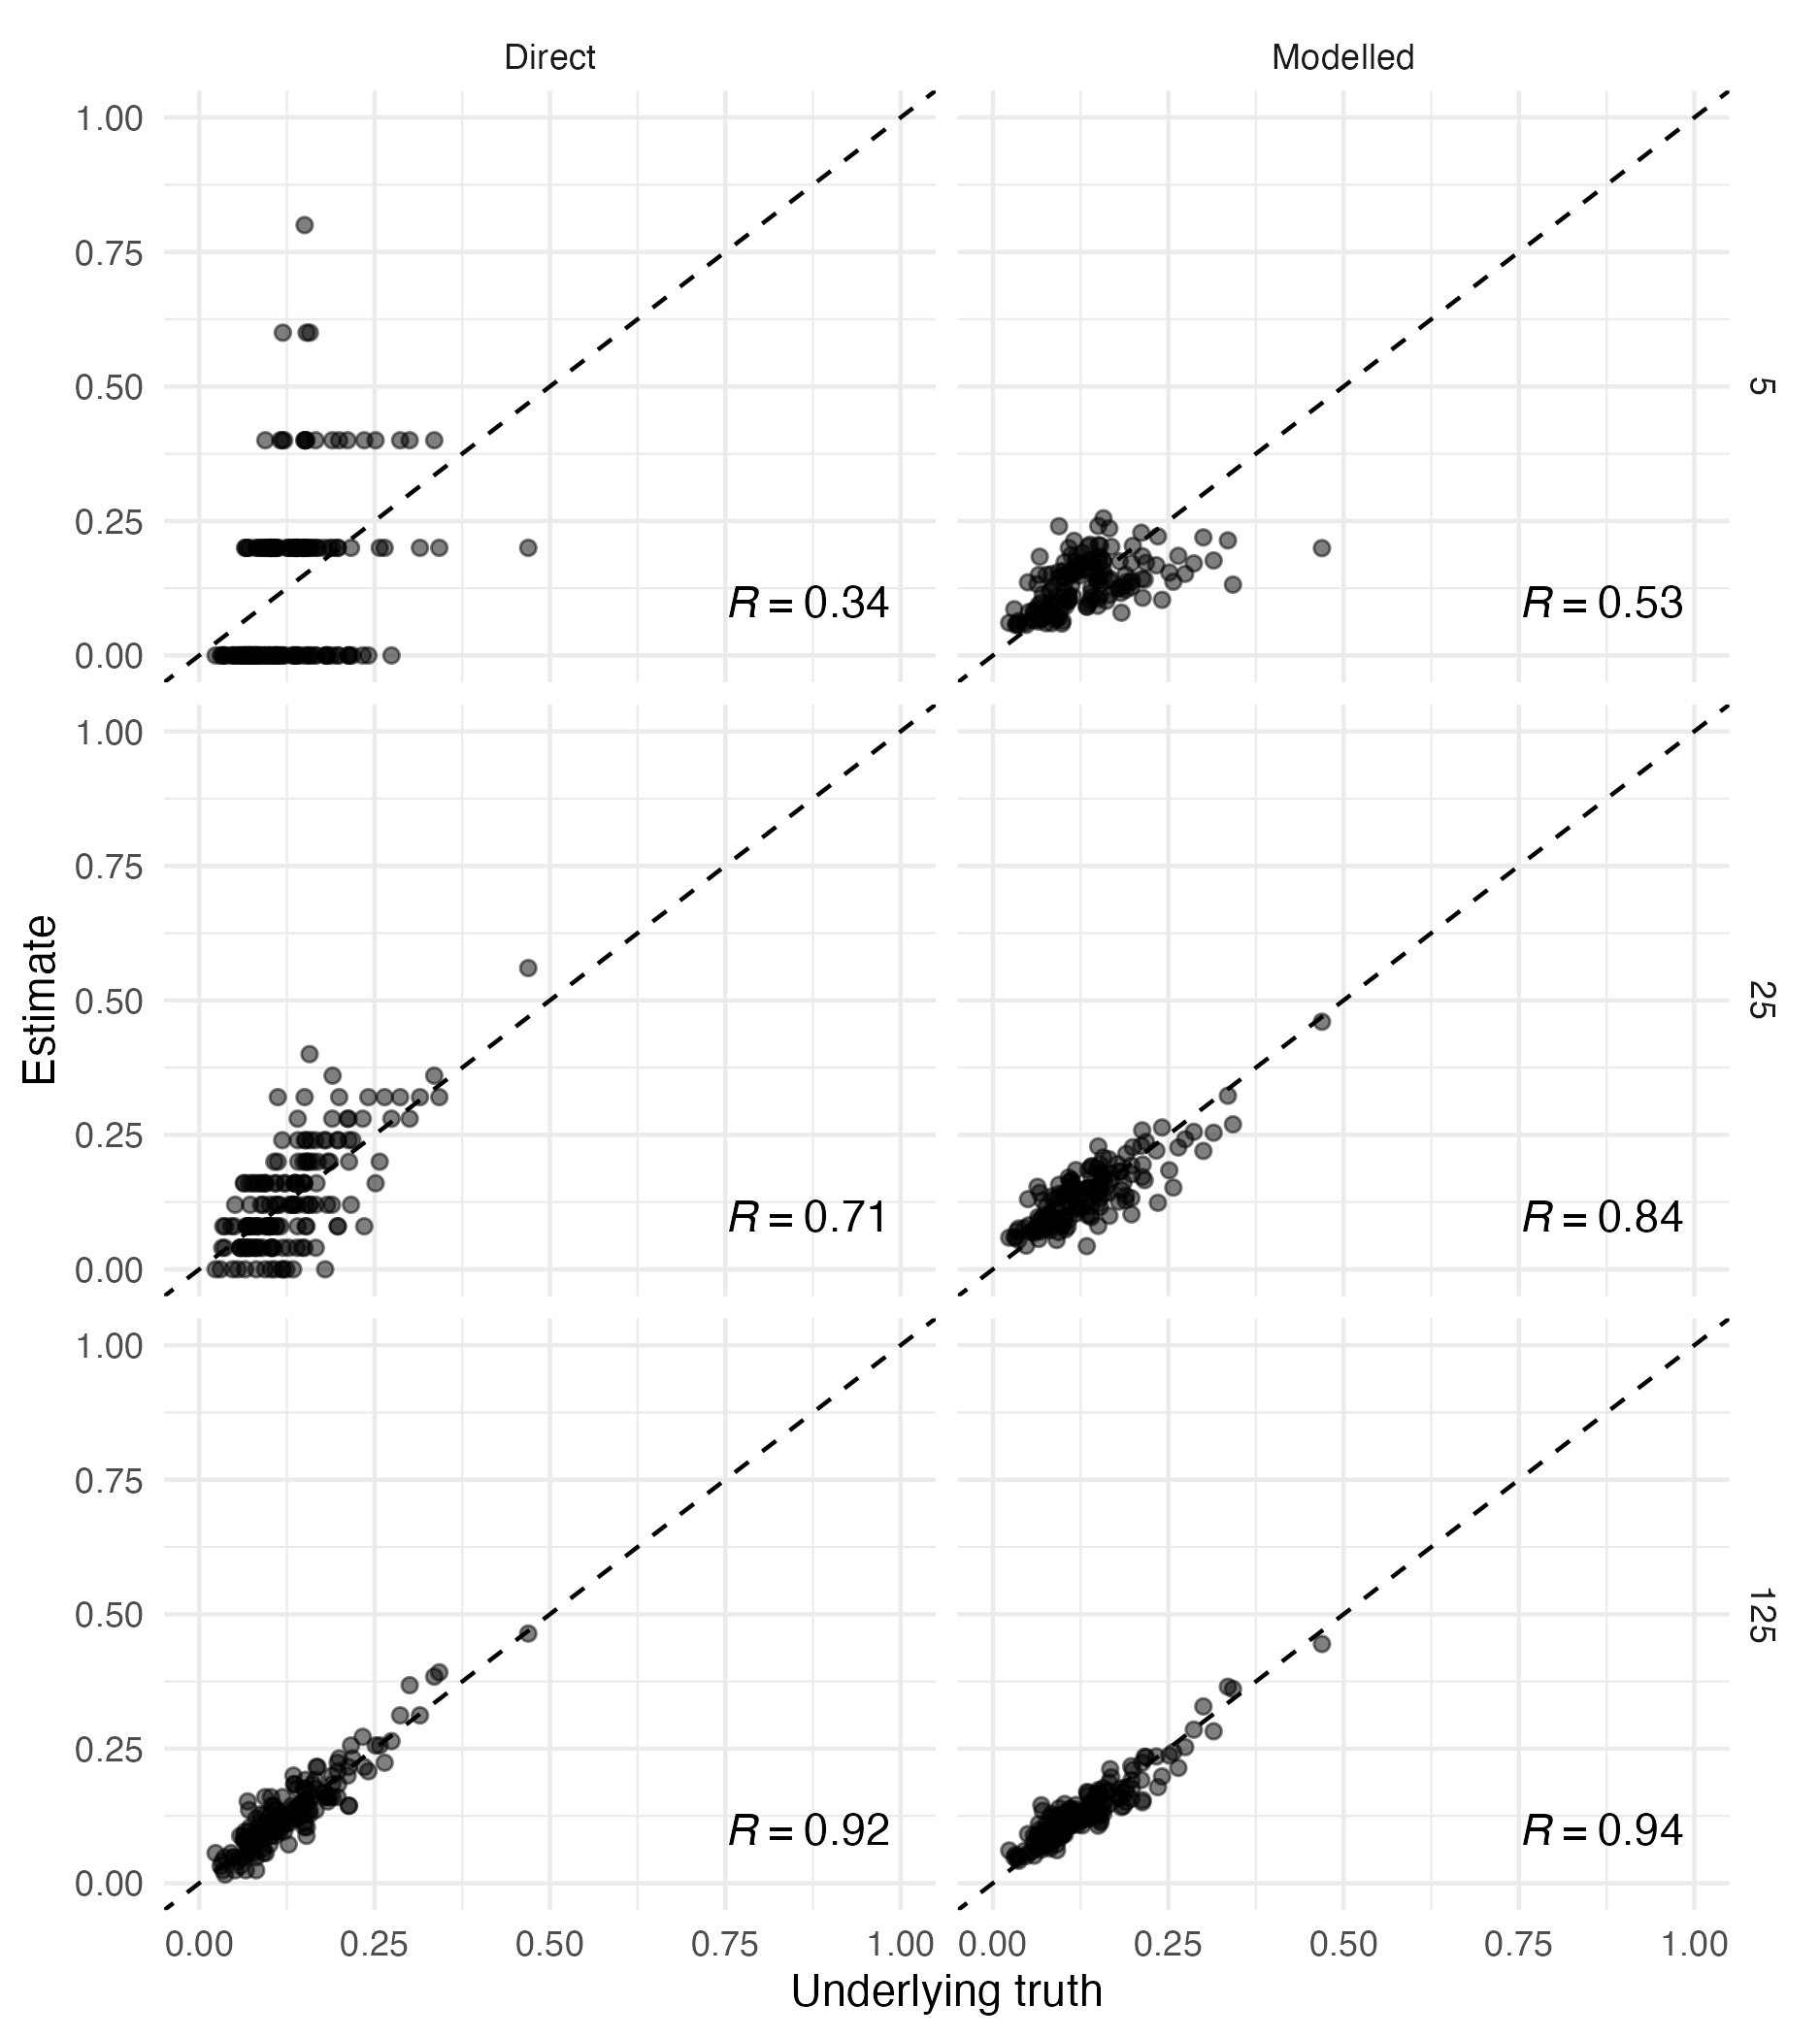 Direct
Modelled
1.00
0.75
0.50
0.25
0.00
R = 0.34
R = 0.53
5
1.00
0.75
0.50
0.25
0.00
R = 0.71
R = 0.84
25
1.00
0.75
0.50
0.25
0.00
R = 0.92
R = 0.94
125
Estimate
0.00 0.25 0.50 0.75 1.00
0.00 0.25 0.50 0.75 1.00
Underlying truth